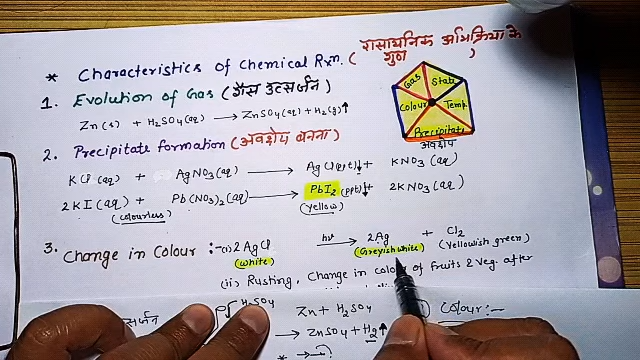 * Characteristics of Chemical Rxn. ( रासायनिक अभिक्रिया के
गुण )
1. Evolution of Gas ( गैस उत्सर्जन )
Zn(s) + H₂SO₄(aq) → ZnSO₄(aq) + H₂(g)↑
Gas
State
Colour
Temp.
Precipitate
अवक्षेप
2. Precipitate formation ( अवक्षेप बनना )
KCl(aq) + AgNO₃(aq) → AgCl(ppt)↓ + KNO₃(aq)
2KI(aq) + Pb(NO₃)₂(aq) → PbI₂(ppt)↓ + 2KNO₃(aq)
(colourless) (Yellow)
3. Change in Colour :- (i) 2AgCl hν → 2Ag + Cl₂
(white) (Greyish white) (Yellowish green)
(ii) Rusting, Change in colour of fruits & Veg. after
H₂SO₄ Zn + H₂SO₄ Colour:-
→ ZnSO₄ + H₂↑